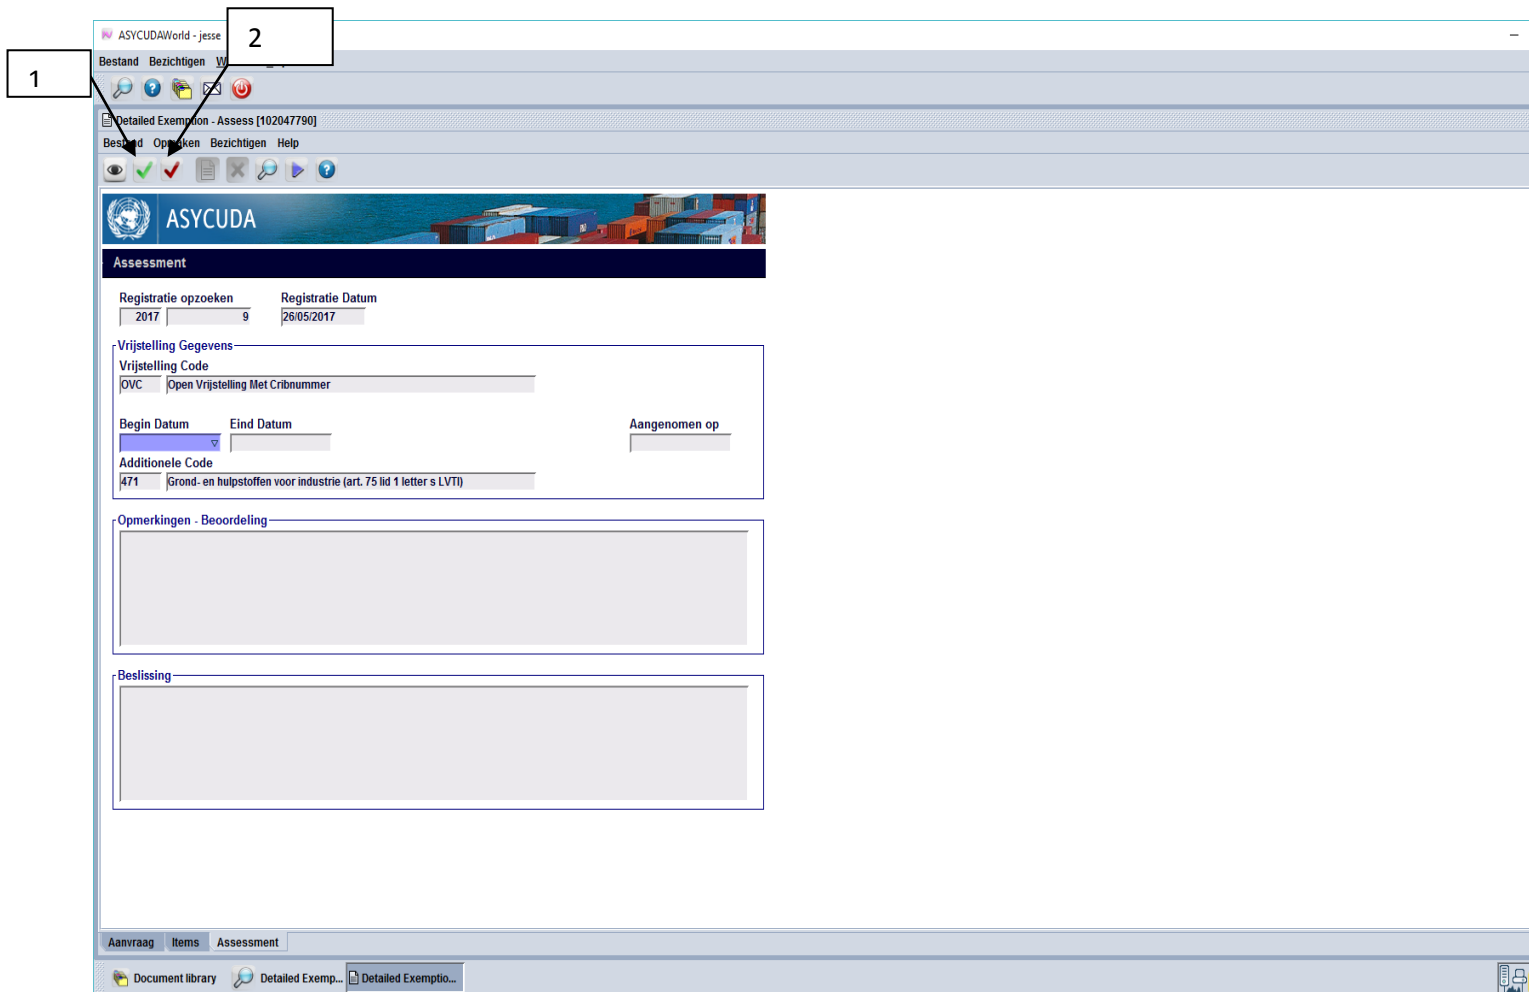 2
ASYCUDAWorld - jesse
1
Bestand Bezichtigen W
Detailed Exemption - Assess [102047790]
Bestand Opmaken Bezichtigen Help
ASYCUDA
Assessment
Registratie opzoeken Registratie Datum
2017 9 26/05/2017
Vrijstelling Gegevens
Vrijstelling Code
OVC Open Vrijstelling Met Cribnummer
Begin Datum Eind Datum Aangenomen op
Additionele Code
471 Grond- en hulpstoffen voor industrie (art. 75 lid 1 letter s LVTI)
Opmerkingen - Beoordeling
Beslissing
Aanvraag Items Assessment
Document library Detailed Exemp... Detailed Exemptio...